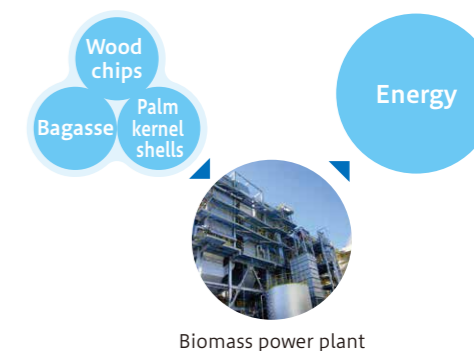 Wood
chips
Bagasse
Palm
kernel
shells
Energy
Biomass power plant